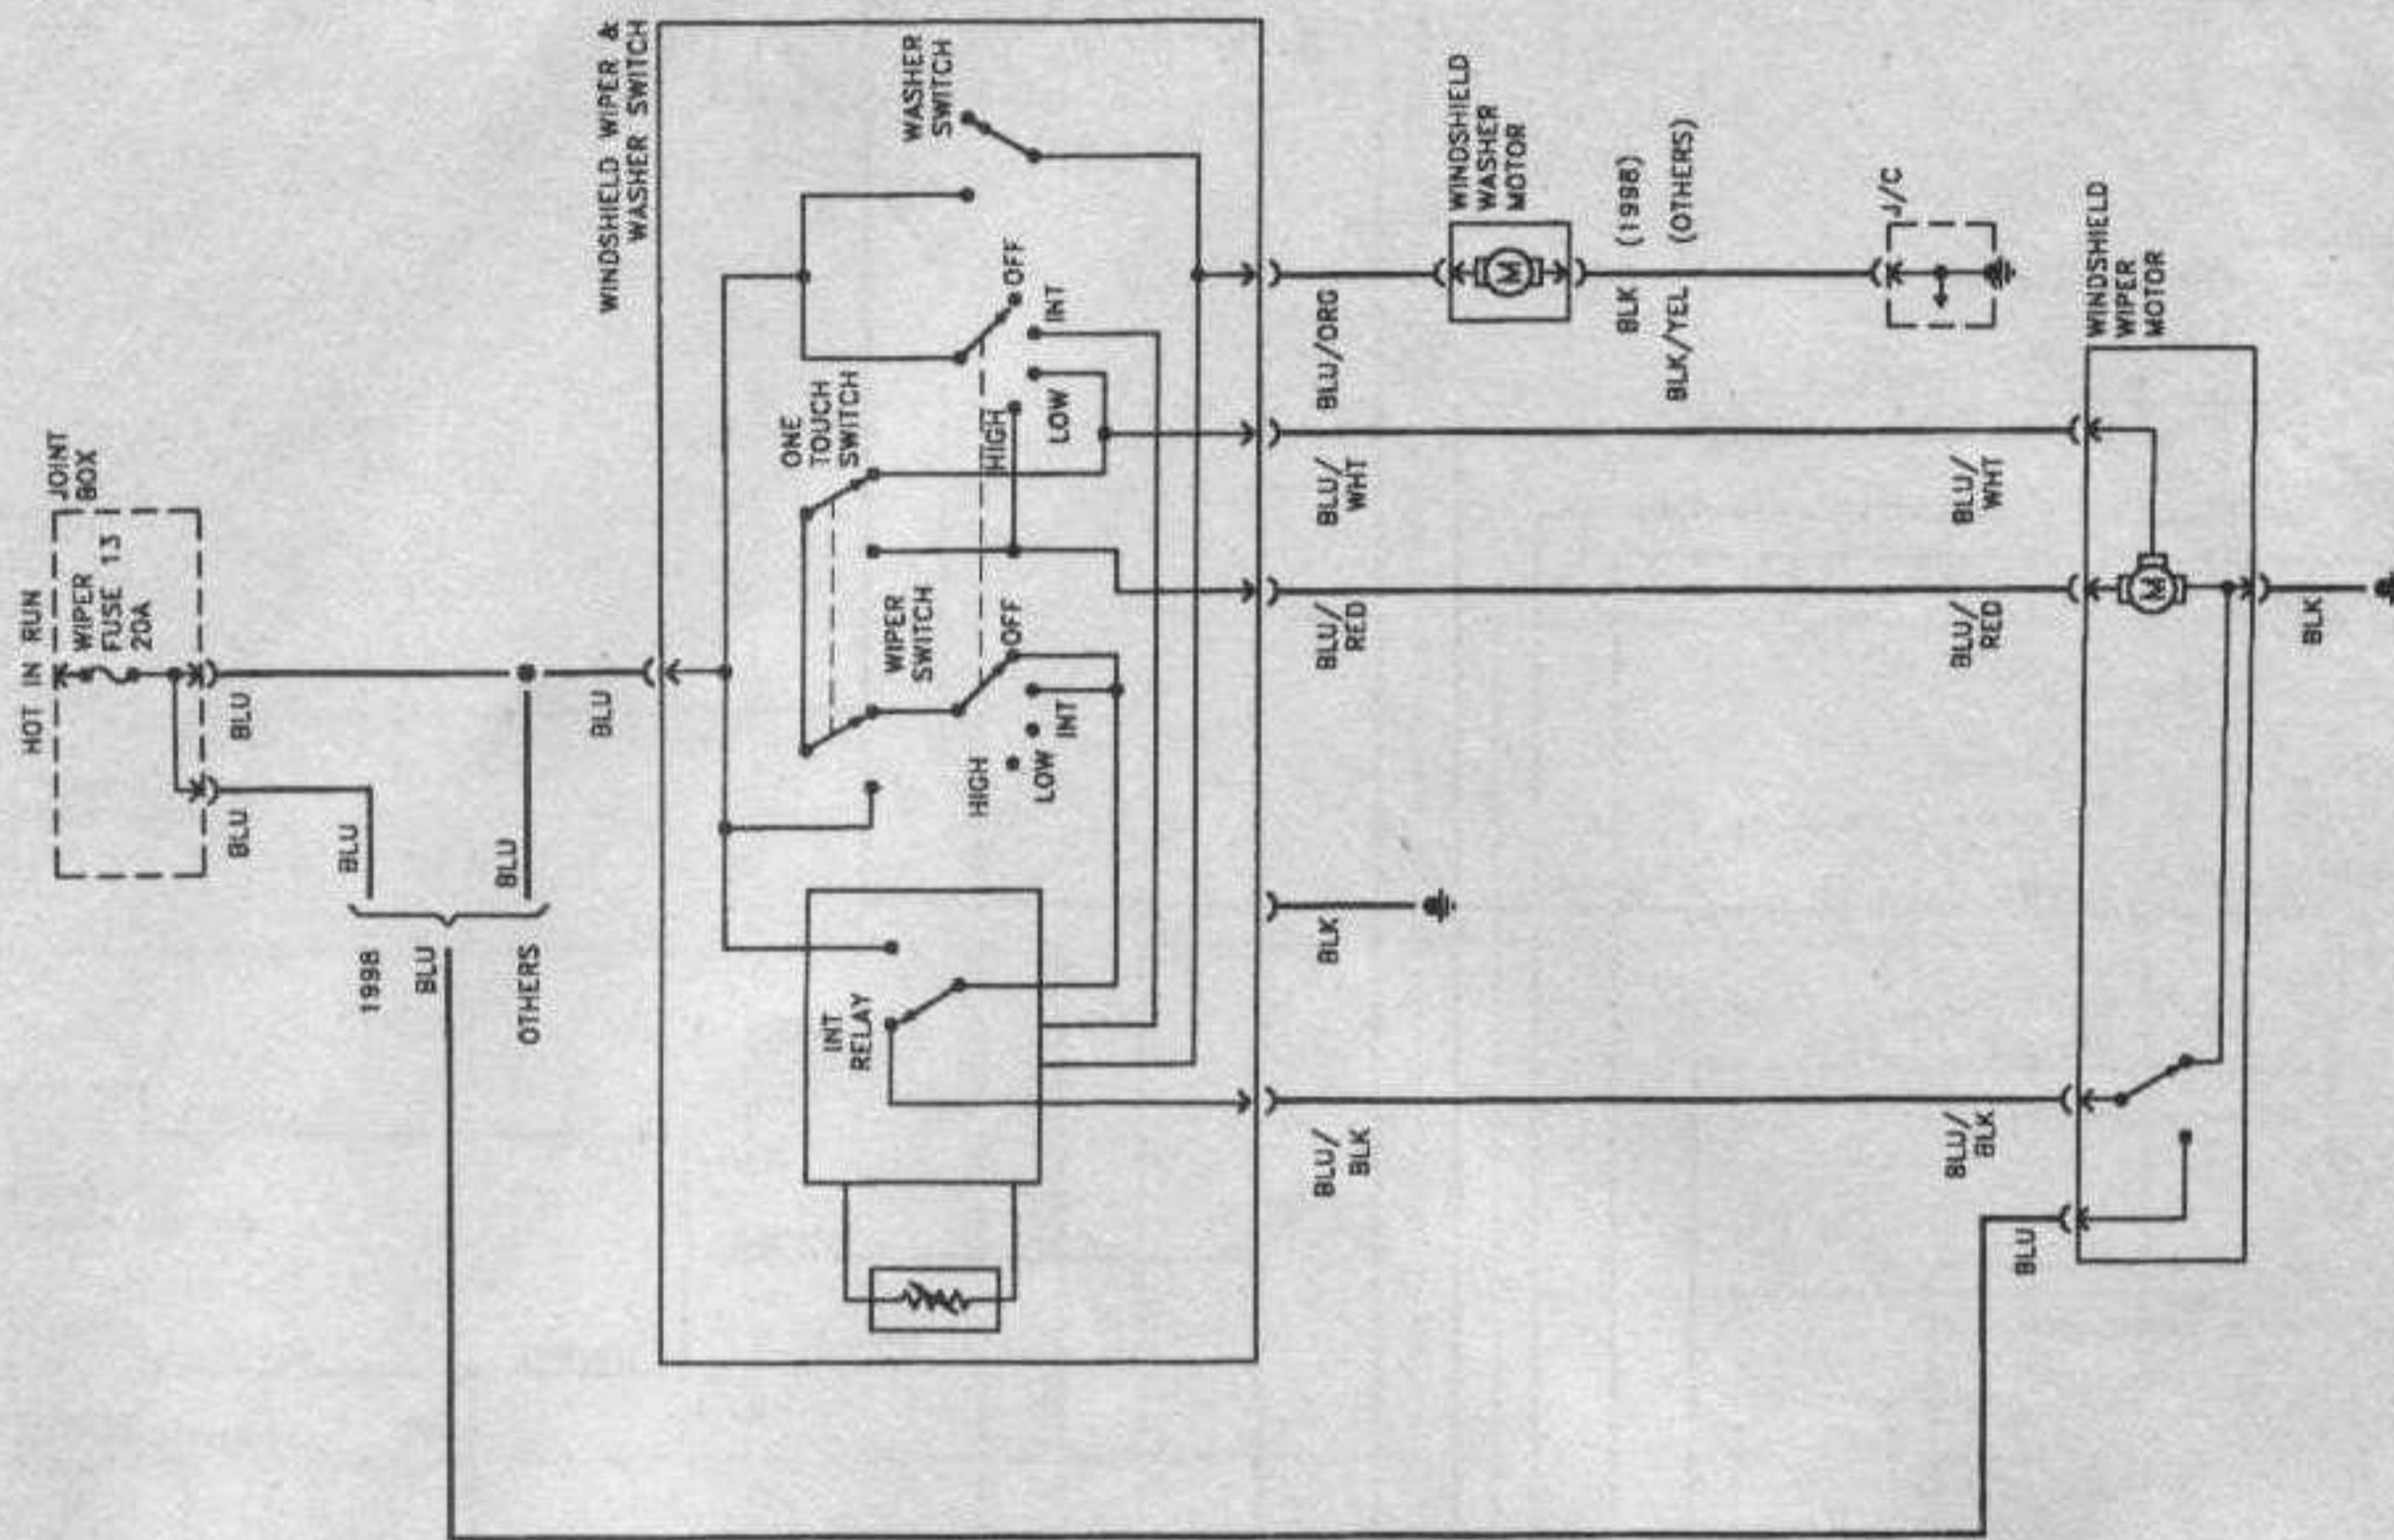 HOT IN RUN
JOINT
BOX
WIPER
FUSE 13
20A
BLU
BLU
BLU
BLU
BLU
1998
BLU
OTHERS
WINDSHIELD WIPER &
WASHER SWITCH
WASHER
SWITCH
ONE
TOUCH
SWITCH
OFF
INT
LOW
HIGH
WIPER
SWITCH
OFF
INT
LOW
HIGH
INT
RELAY
BLU/ORG
BLU/
WHT
BLU/
RED
BLK
BLU/
BLK
WINDSHIELD
WASHER
MOTOR
M
BLK (1998)
BLK/YEL (OTHERS)
J/C
BLU/
WHT
BLU/
RED
BLU/
BLK
BLU
WINDSHIELD
WIPER
MOTOR
M
BLK